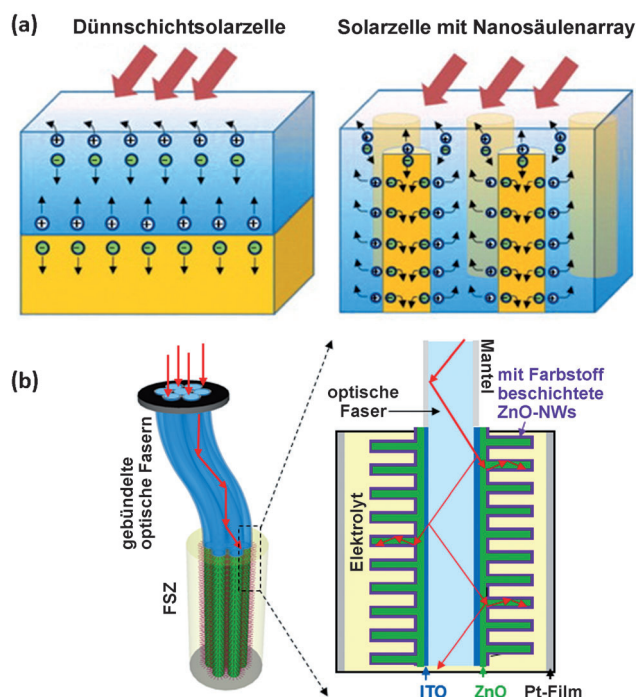 (a)
Dünnschichtsolarzelle
Solarzelle mit Nanosäulenarray
(b)
gebündelte
optische Fasern
FSZ
optische
Faser
Mantel
mit Farbstoff
beschichtete
ZnO-NWs
Elektrolyt
ITO
ZnO
Pt-Film